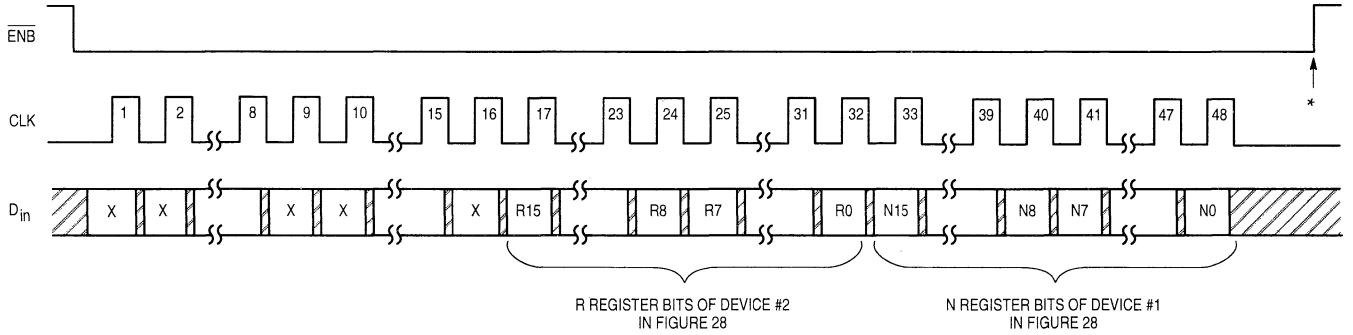 ENB
CLK
1 2 8 9 10 15 16 17 23 24 25 31 32 33 39 40 41 47 48
*
Din
X X X X X R15 R8 R7 R0 N15 N8 N7 N0
R REGISTER BITS OF DEVICE #2
IN FIGURE 28
N REGISTER BITS OF DEVICE #1
IN FIGURE 28